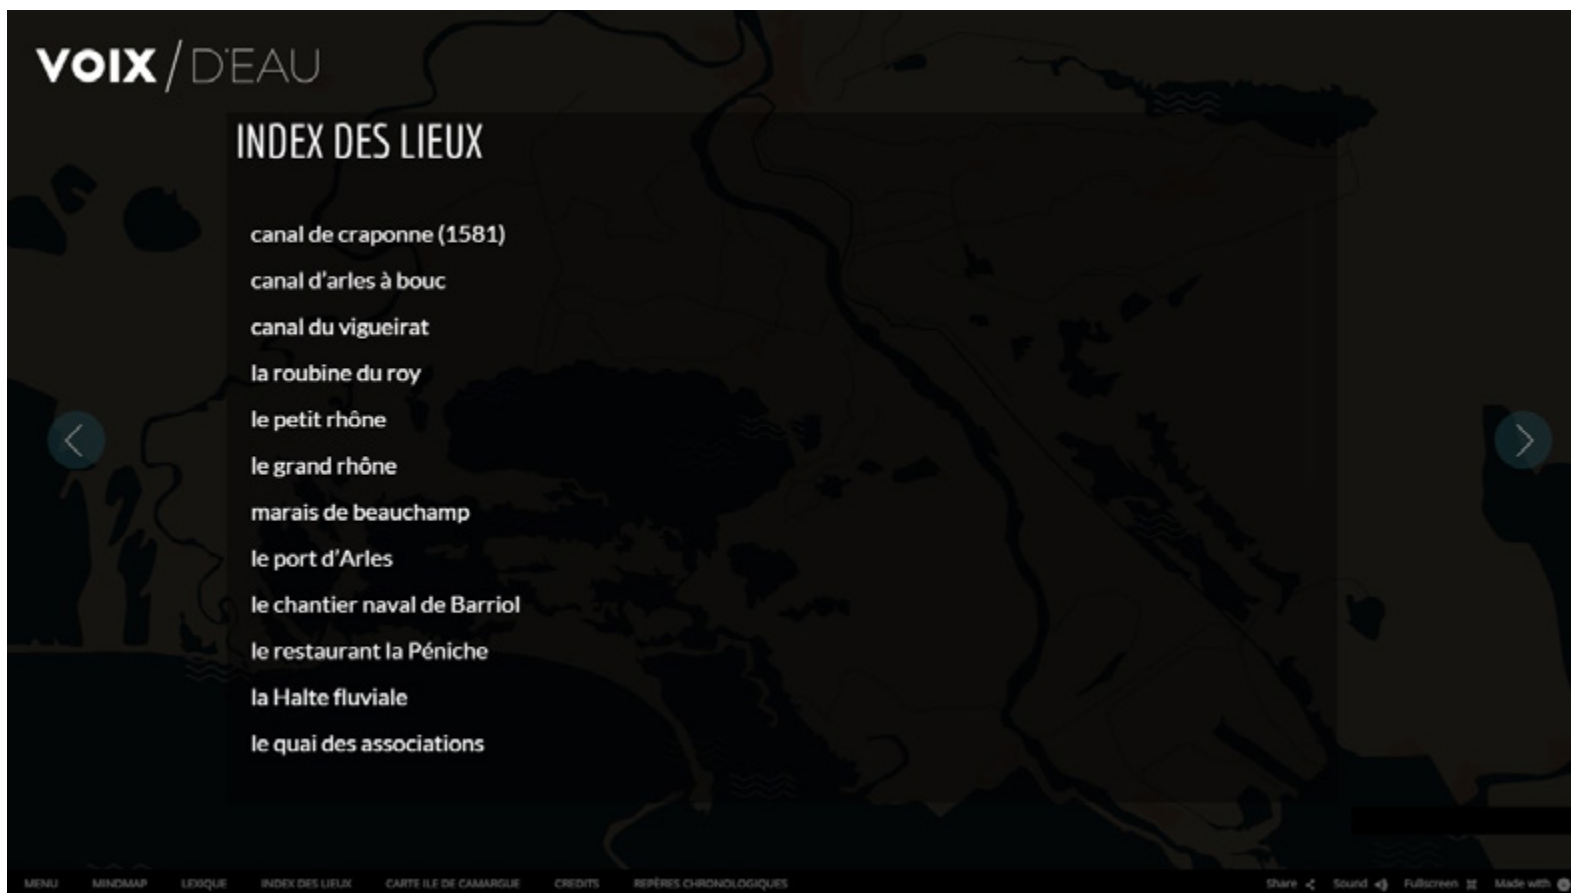 VOIX / D'EAU
INDEX DES LIEUX
canal de craponne (1581)
canal d'arles à bouc
canal du vigueirat
la roubine du roy
le petit rhône
le grand rhône
marais de beauchamp
le port d'Arles
le chantier naval de Barriol
le restaurant la Péniche
la Halte fluviale
le quai des associations
MENU MINDMAP LEXIQUE INDEX DES LIEUX CARTE ILE DE CAMARGUE CREDITS REPÈRES CHRONOLOGIQUES Share Sound Fullscreen Made with